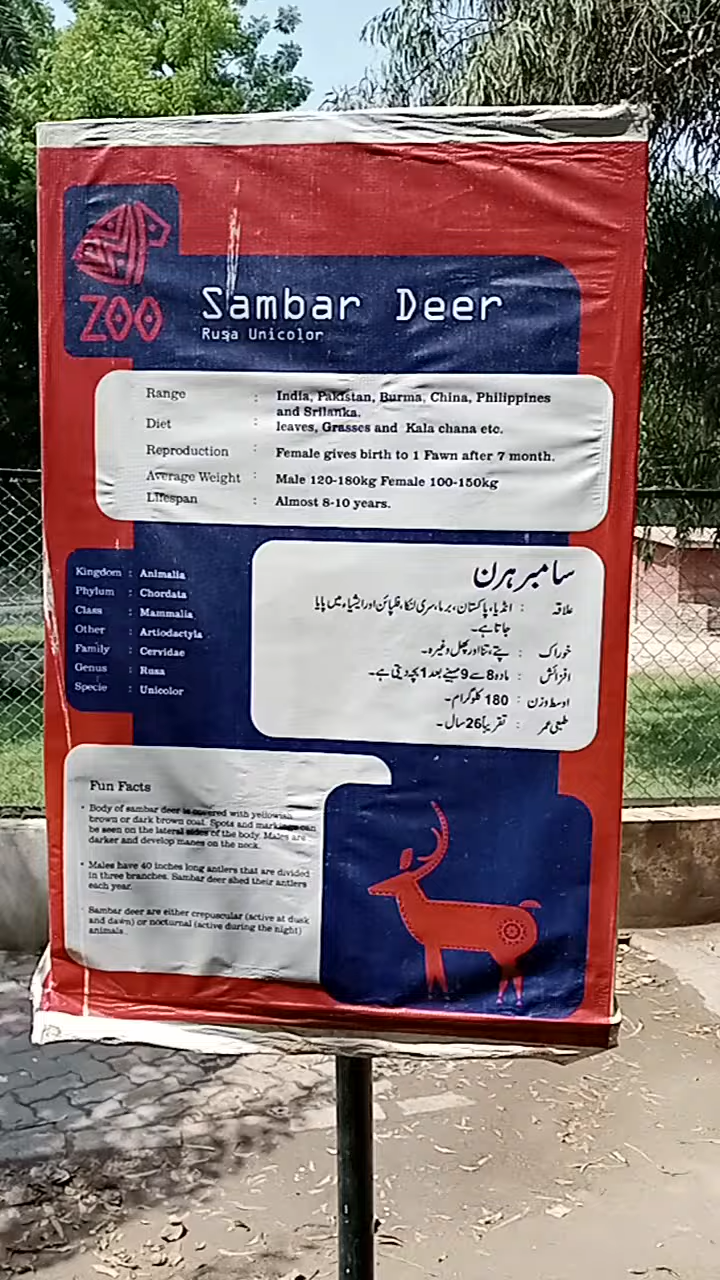 ZOO
Sambar Deer
Rusa Unicolor
Range : India, Pakistan, Burma, China, Philippines
and Srilanka.
Diet : leaves, Grasses and Kala chana etc.
Reproduction : Female gives birth to 1 Fawn after 7 month.
Average Weight : Male 120-180kg Female 100-150kg
Lifespan : Almost 8-10 years.
Kingdom : Animalia
Phylum : Chordata
Class : Mammalia
Other : Artiodactyla
Family : Cervidae
Genus : Rusa
Specie : Unicolor
سامبر ہرن
علاقہ : انڈیا، پاکستان، برما، سری لنکا، فلپائن اور ایشیاء میں پایا
جاتا ہے۔
خوراک : پتے، تنا اور پھل وغیرہ۔
افزائش : مادہ 8 سے 9 مہینے بعد 1 بچہ دیتی ہے۔
اوسط وزن : 180 کلوگرام۔
طبعی عمر : تقریباً 26 سال۔
Fun Facts
• Body of sambar deer is covered with yellowish
brown or dark brown coat. Spots and markings can
be seen on the lateral sides of the body. Males are
darker and develop manes on the neck.
• Males have 40 inches long antlers that are divided
in three branches. Sambar deer shed their antlers
each year.
• Sambar deer are either crepuscular (active at dusk
and dawn) or nocturnal (active during the night)
animals.